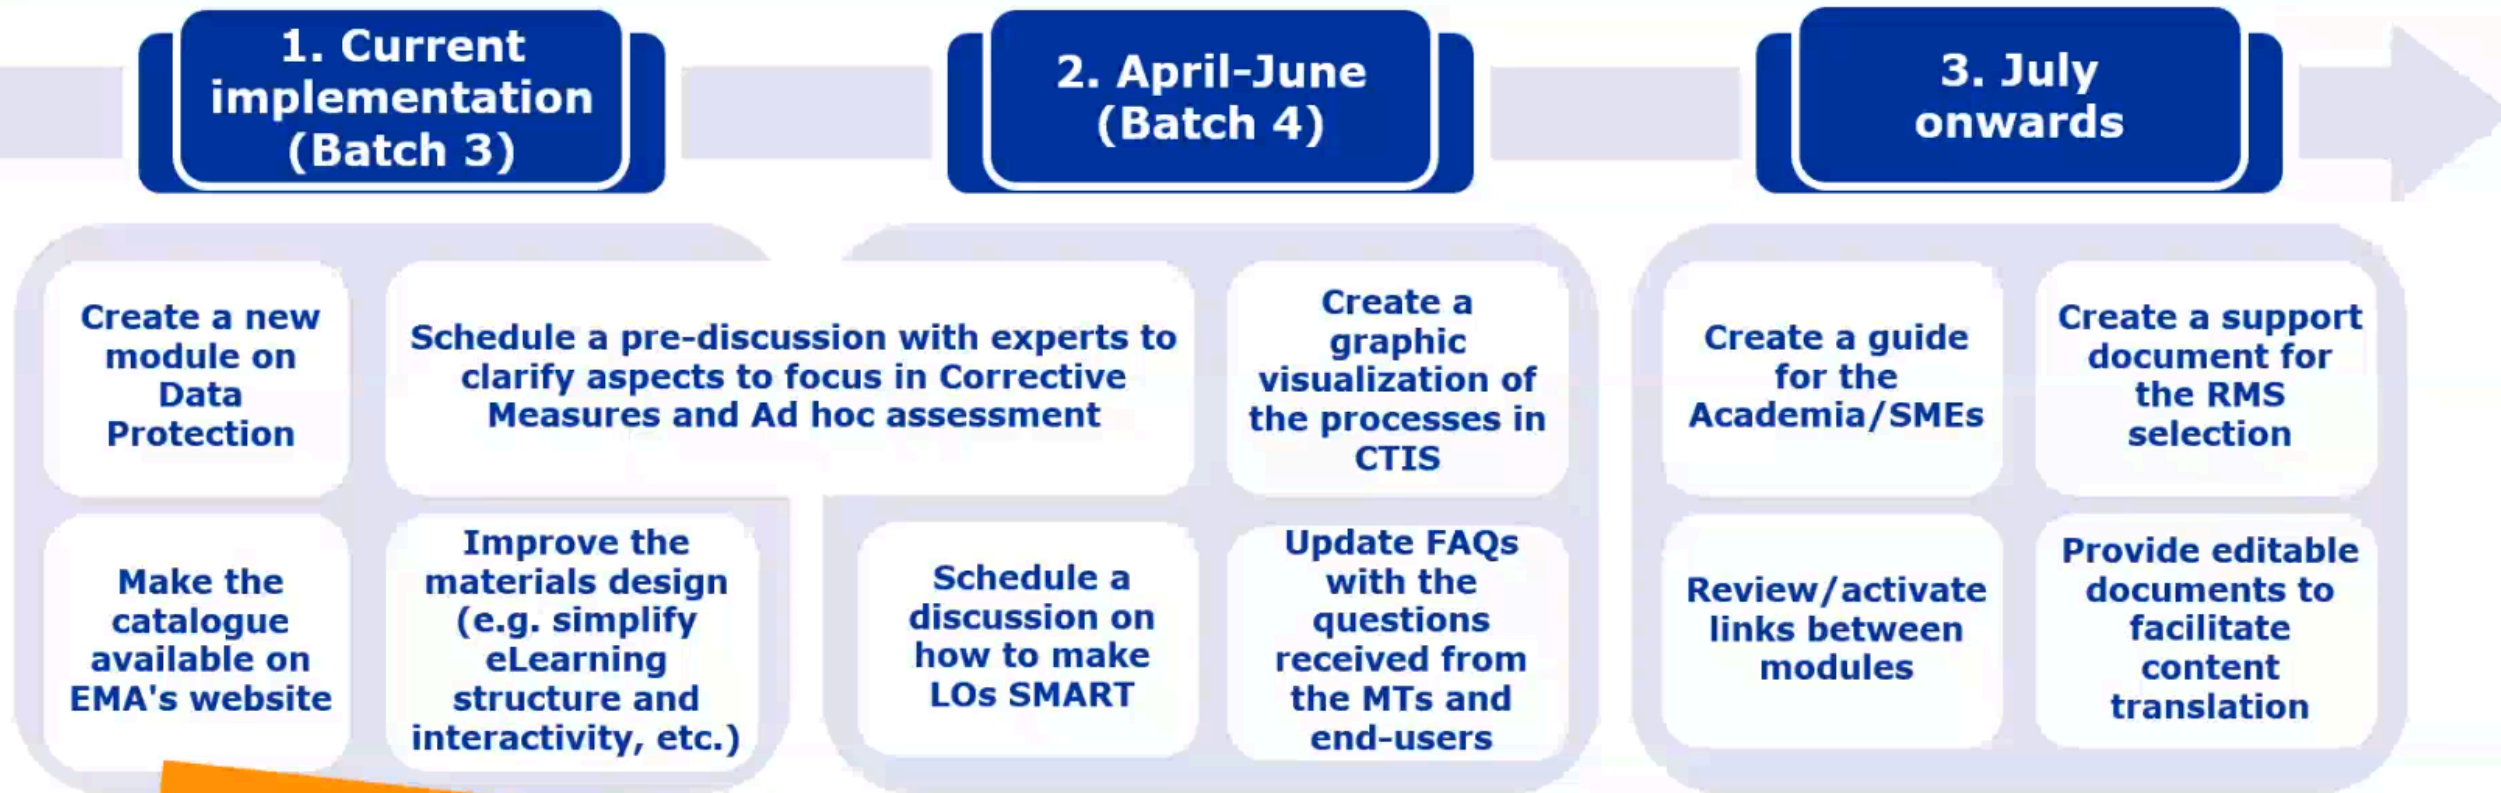 1. Current
implementation
(Batch 3)
2. April-June
(Batch 4)
3. July
onwards
Create a new
module on
Data
Protection
Schedule a pre-discussion with experts to
clarify aspects to focus in Corrective
Measures and Ad hoc assessment
Create a
graphic
visualization of
the processes in
CTIS
Create a guide
for the
Academia/SMEs
Create a support
document for
the RMS
selection
Make the
catalogue
available on
EMA's website
Improve the
materials design
(e.g. simplify
eLearning
structure and
interactivity, etc.)
Schedule a
discussion on
how to make
LOs SMART
Update FAQs
with the
questions
received from
the MTs and
end-users
Review/activate
links between
modules
Provide editable
documents to
facilitate
content
translation